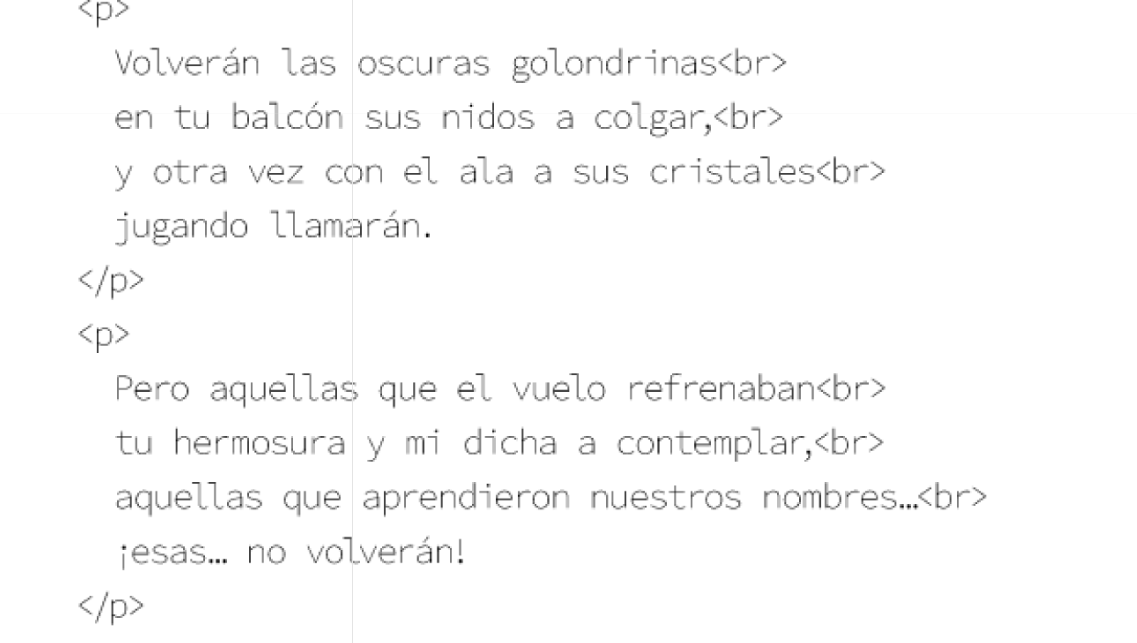 <p>
Volverán las oscuras golondrinas<br>
en tu balcón sus nidos a colgar,<br>
y otra vez con el ala a sus cristales<br>
jugando llamarán.
</p>
<p>
Pero aquellas que el vuelo refrenaban<br>
tu hermosura y mi dicha a contemplar,<br>
aquellas que aprendieron nuestros nombres…<br>
¡esas… no volverán!
</p>